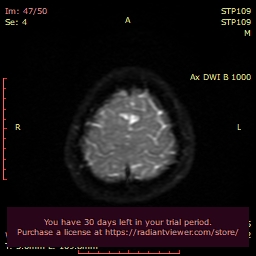 Im: 47/50
Se: 4
A
STP109
STP109
M
Ax DWI B 1000
R
L
You have 30 days left in your trial period.
Purchase a license at https://radiantviewer.com/store/